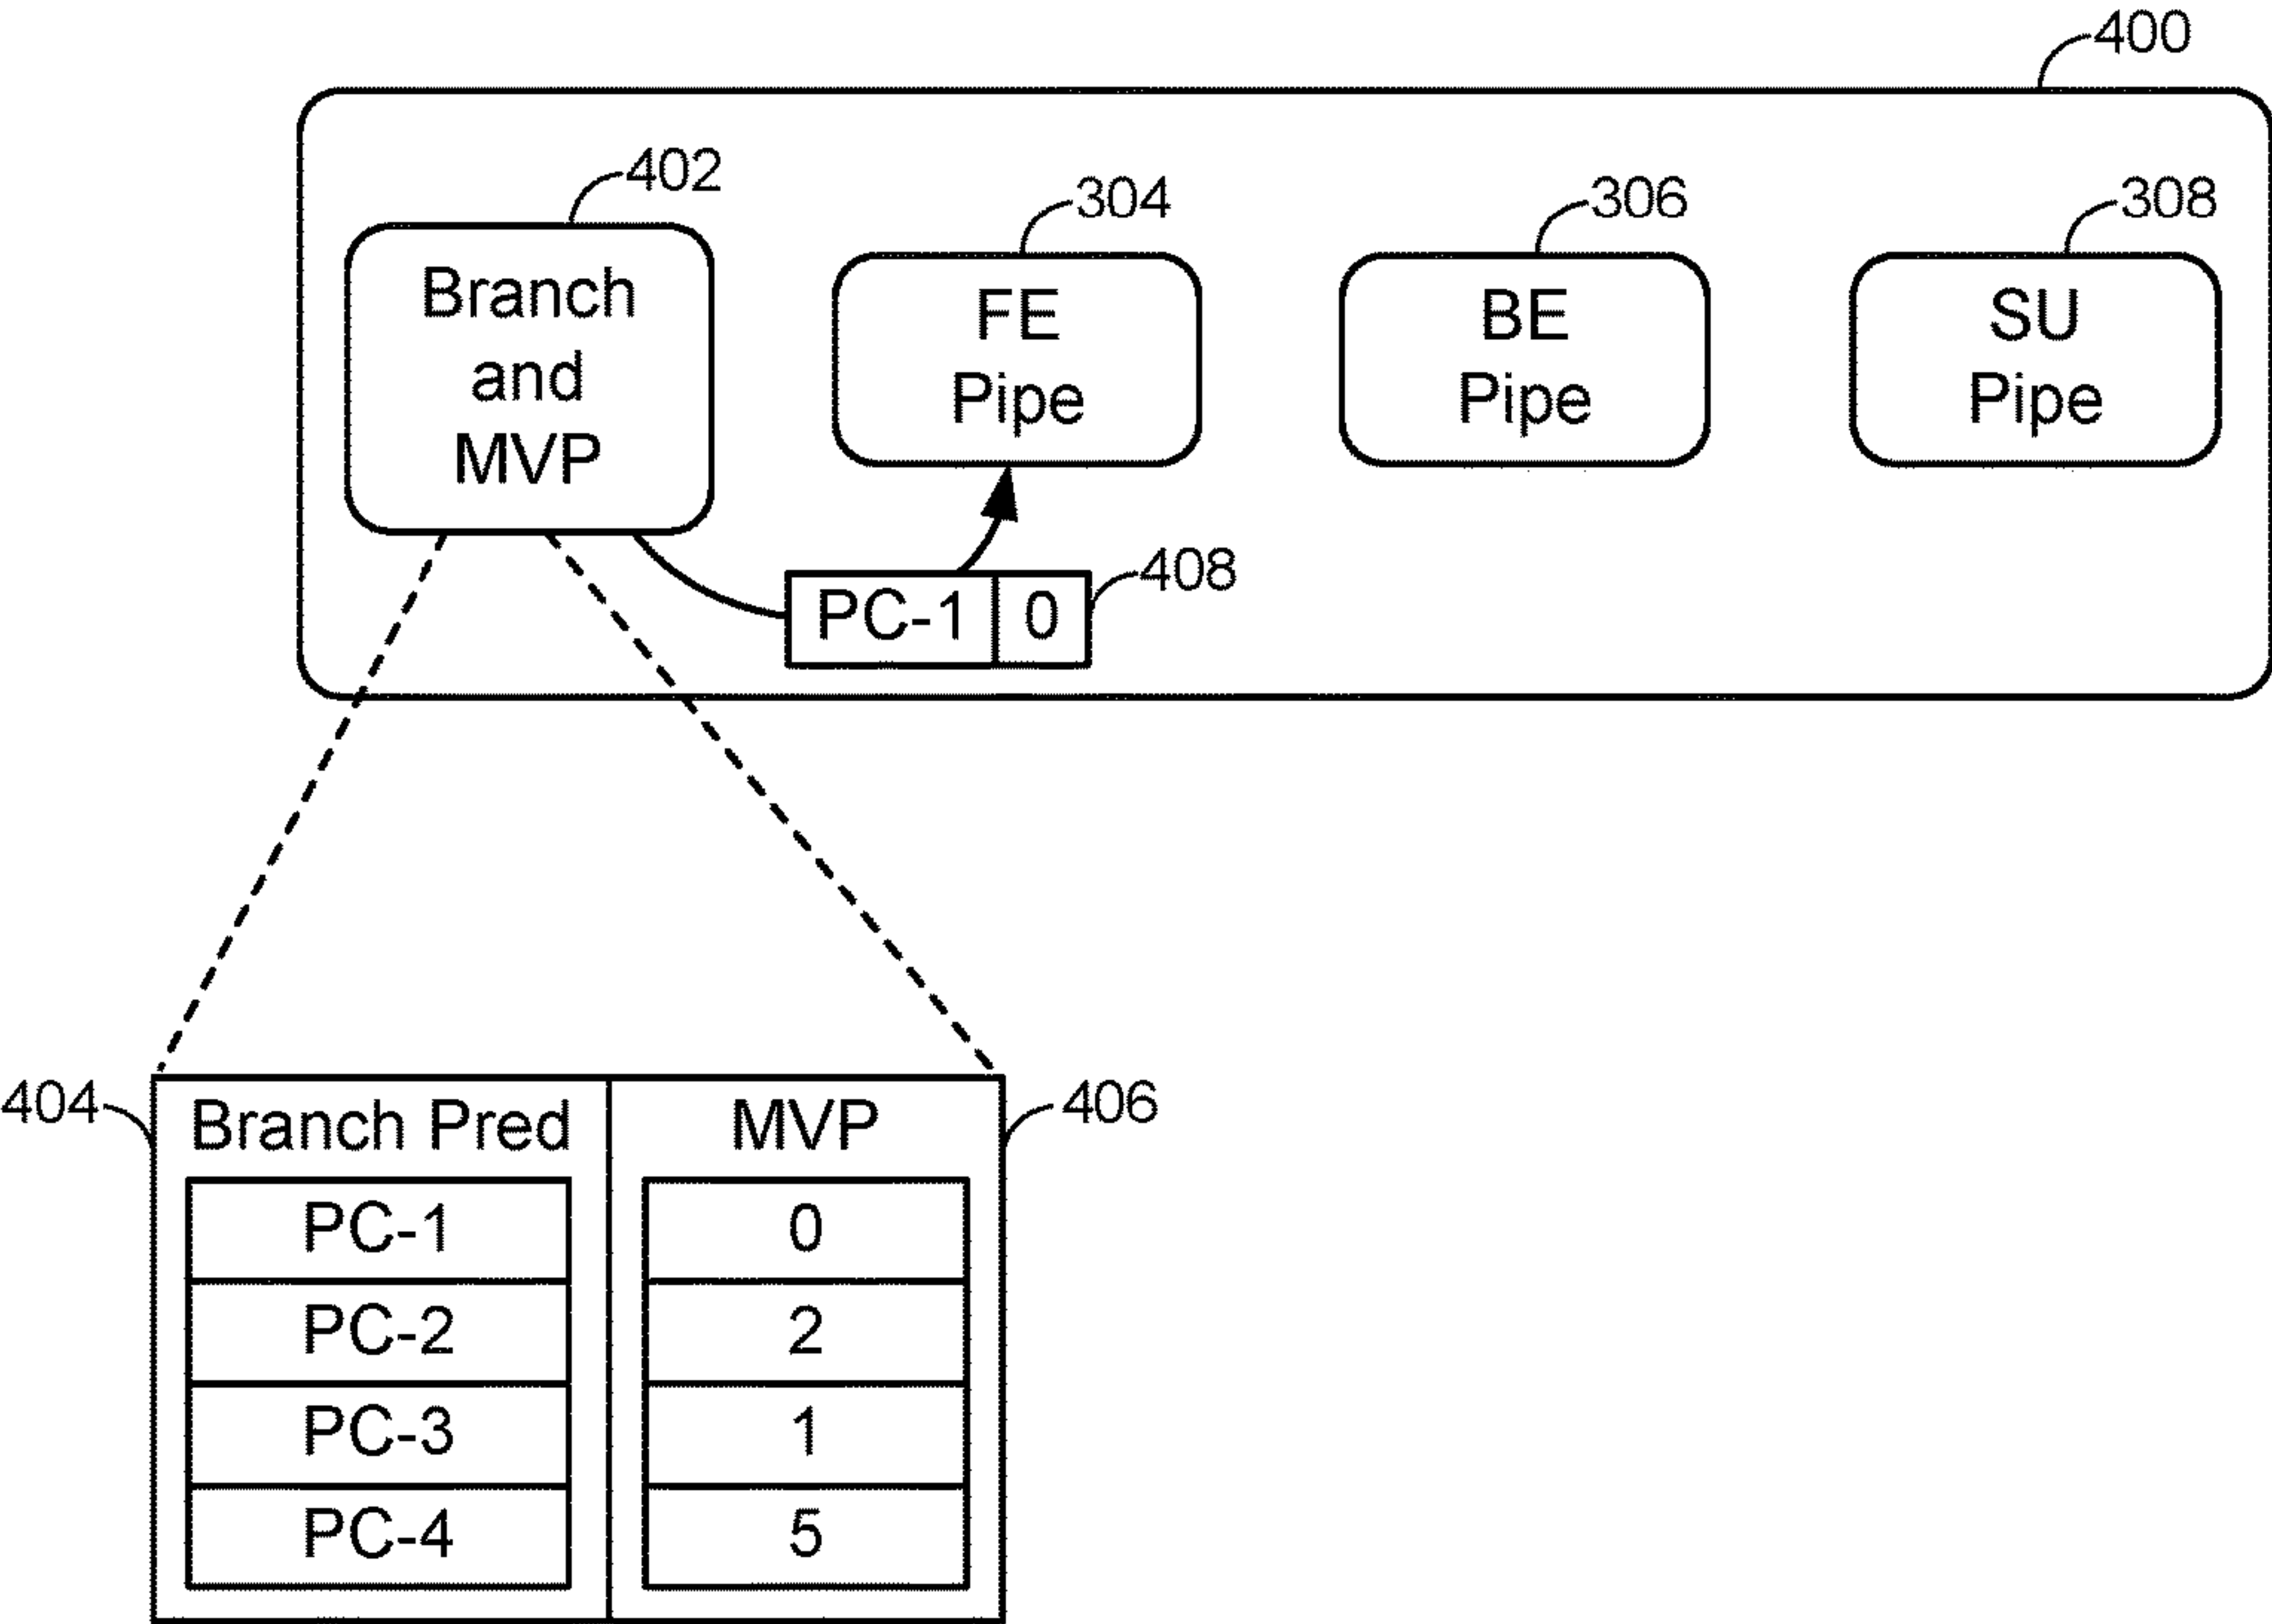 400
402
304
306
308
Branch
and
MVP
FE
Pipe
BE
Pipe
SU
Pipe
PC-1 0
408
404
Branch Pred MVP
406
PC-1 0
PC-2 2
PC-3 1
PC-4 5